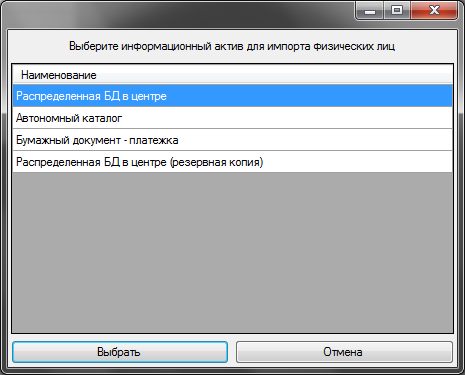 Выберите информационный актив для импорта физических лиц
Наименование
Распределенная БД в центре
Автономный каталог
Бумажный документ - платежка
Распределенная БД в центре (резервная копия)
Выбрать
Отмена